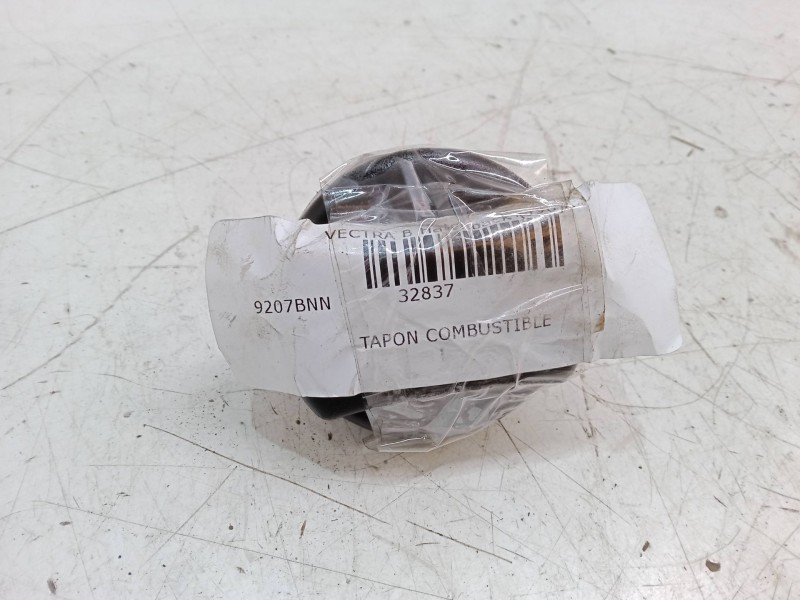 VECTRA B
32837
9207BNN
TAPON COMBUSTIBLE